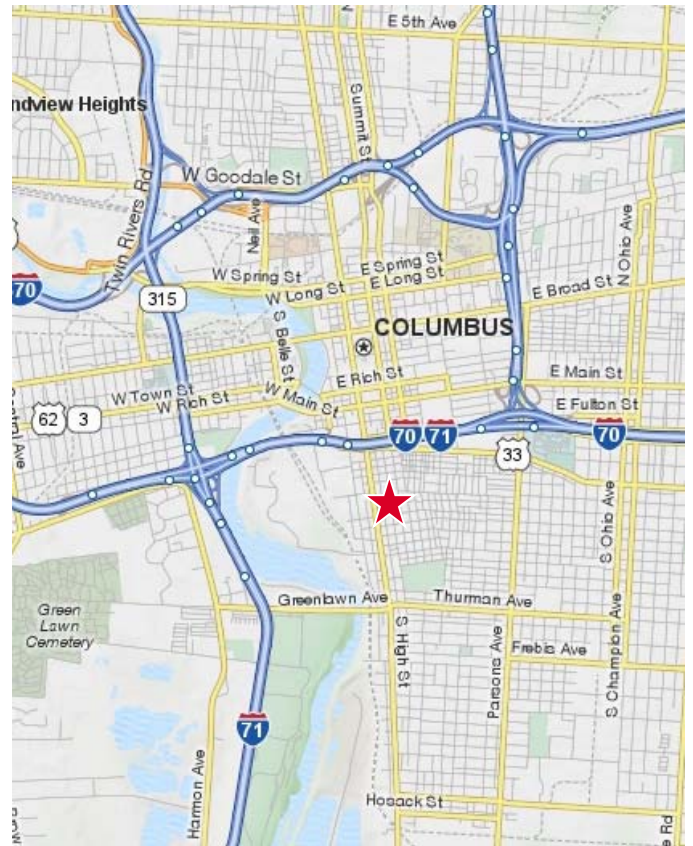 E 5th Ave
ndview Heights
Summit St
W Goodale St
Twin Rivers Rd
Neil Ave
N Ohio Ave
E Spring St
W Spring St
E Long St
W Long St
70
315
E Broad St
S Belle St
COLUMBUS
E Main St
E Rich St
W Town St
W Rich St
W Main St
E Fulton St
62
3
70
71
70
33
Central Ave
S Ohio Ave
Greenlawn Ave
Thurman Ave
Green
Lawn
Cemetery
S High St
Parsons Ave
Frebis Ave
S Champion Ave
71
Harmon Ave
Hosack St
e Rd